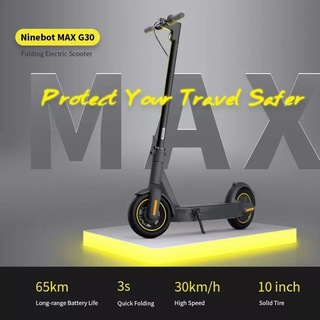 Ninebot MAX G30
Folding Electric Scooter
MAX
Protect Your Travel Safer
65km
Long-range Battery Life
3s
Quick Folding
30km/h
High Speed
10 inch
Solid Tire